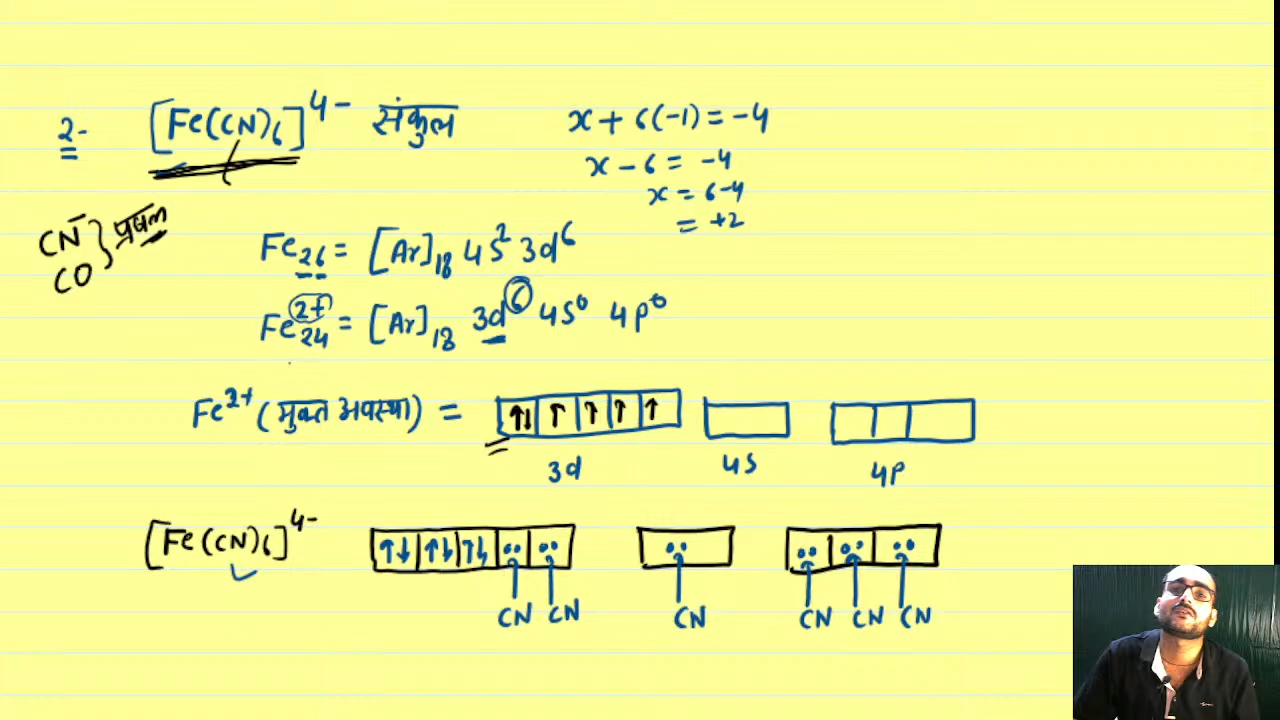 2- [Fe(CN)₆]⁴⁻ संकुल
x + 6(-1) = -4
x - 6 = -4
x = 6-4
= +2
CN⁻
CO } प्रबल
Fe₂₆ = [Ar]₁₈ 4S² 3d⁶
Fe²⁺₂₄ = [Ar]₁₈ 3d⁶ 4S⁰ 4P⁰
Fe²⁺ (मुक्त अवस्था) = ↑↓ ↑ ↑ ↑ ↑
3d 4S 4P
[Fe(CN)₆]⁴⁻ ↑↓ ↑↓ ↑↓ •• •• •• •• •• ••
CN CN CN CN CN CN